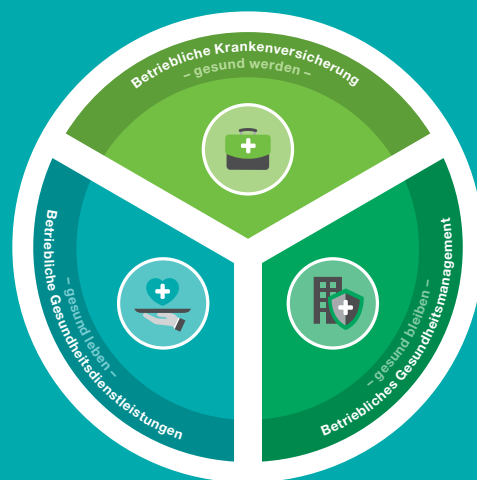 Betriebliche Krankenversicherung
– gesund werden –
Betriebliche Gesundheitsdienstleistungen
– gesund leben –
Betriebliches Gesundheitsmanagement
– gesund bleiben –